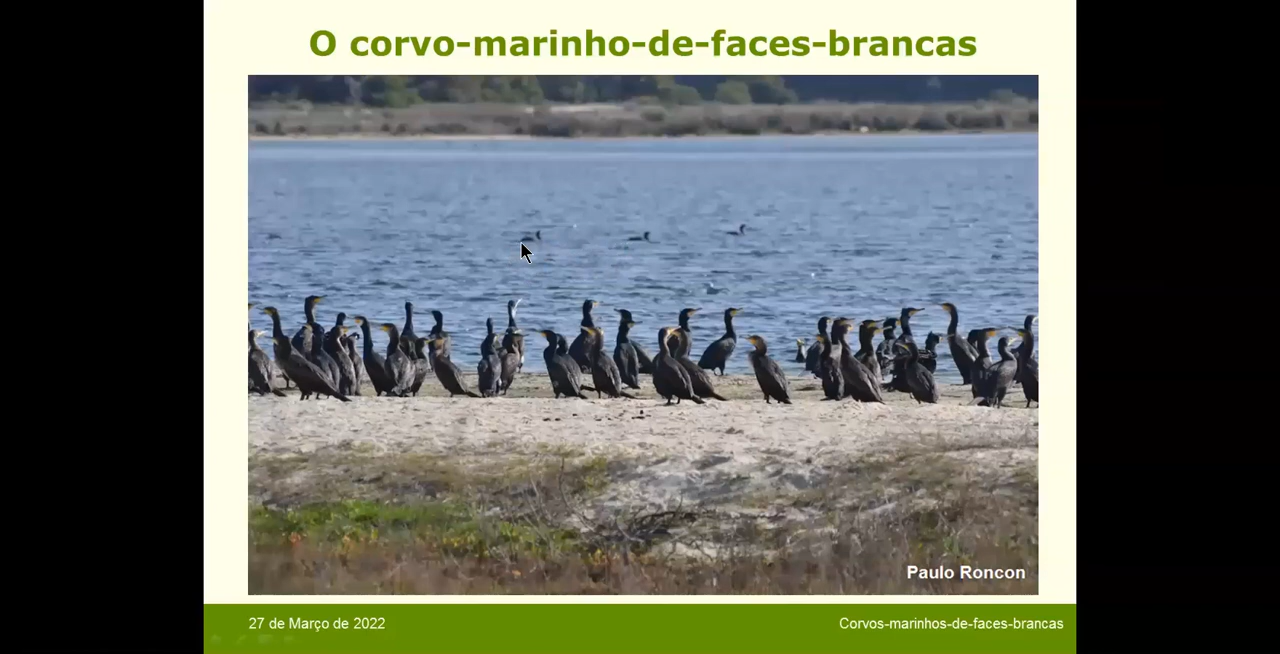 O corvo-marinho-de-faces-brancas
Paulo Roncon
27 de Março de 2022
Corvos-marinhos-de-faces-brancas